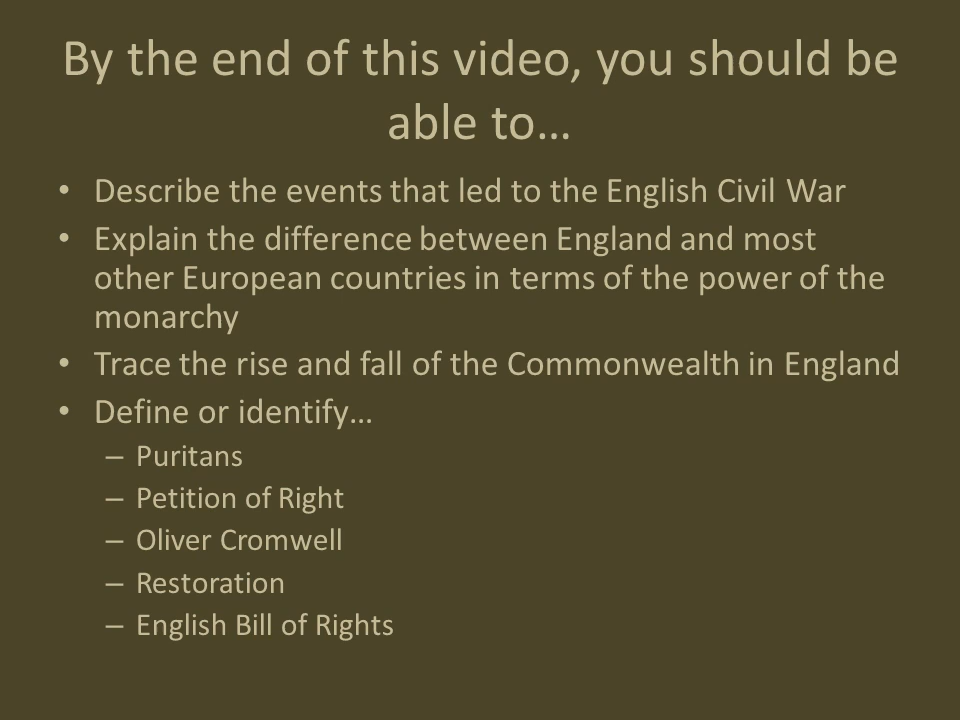 By the end of this video, you should be
able to…
• Describe the events that led to the English Civil War
• Explain the difference between England and most
other European countries in terms of the power of the
monarchy
• Trace the rise and fall of the Commonwealth in England
• Define or identify…
– Puritans
– Petition of Right
– Oliver Cromwell
– Restoration
– English Bill of Rights